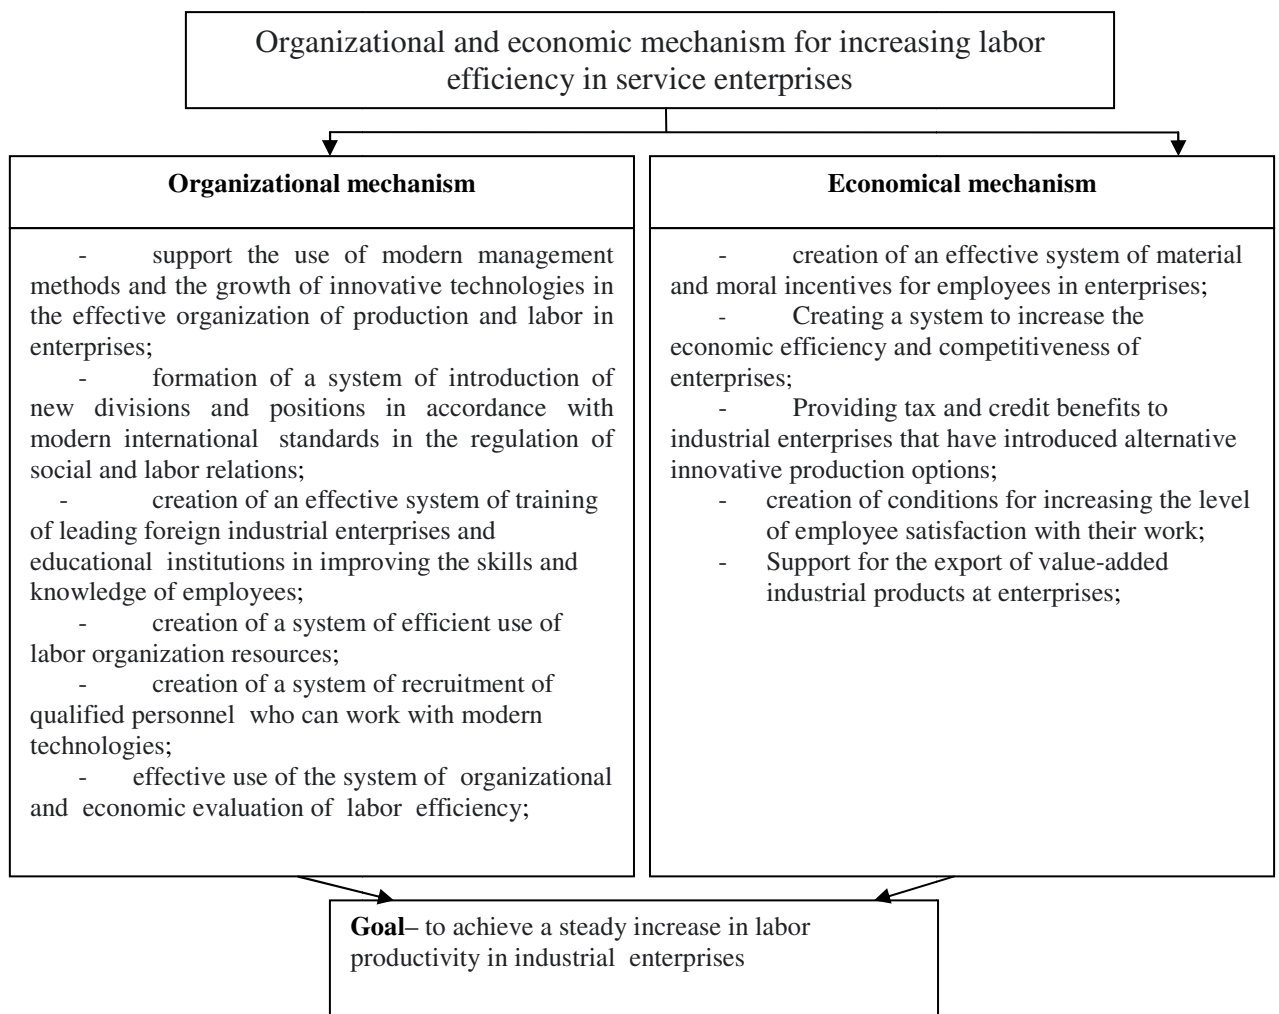 Organizational and economic mechanism for increasing labor
efficiency in service enterprises
Organizational mechanism
- support the use of modern management
methods and the growth of innovative technologies in
the effective organization of production and labor in
enterprises;
- formation of a system of introduction of
new divisions and positions in accordance with
modern international standards in the regulation of
social and labor relations;
- creation of an effective system of training
of leading foreign industrial enterprises and
educational institutions in improving the skills and
knowledge of employees;
- creation of a system of efficient use of
labor organization resources;
- creation of a system of recruitment of
qualified personnel who can work with modern
technologies;
- effective use of the system of organizational
and economic evaluation of labor efficiency;
Economical mechanism
- creation of an effective system of material
and moral incentives for employees in enterprises;
- Creating a system to increase the
economic efficiency and competitiveness of
enterprises;
- Providing tax and credit benefits to
industrial enterprises that have introduced alternative
innovative production options;
- creation of conditions for increasing the level
of employee satisfaction with their work;
- Support for the export of value-added
industrial products at enterprises;
Goal– to achieve a steady increase in labor
productivity in industrial enterprises